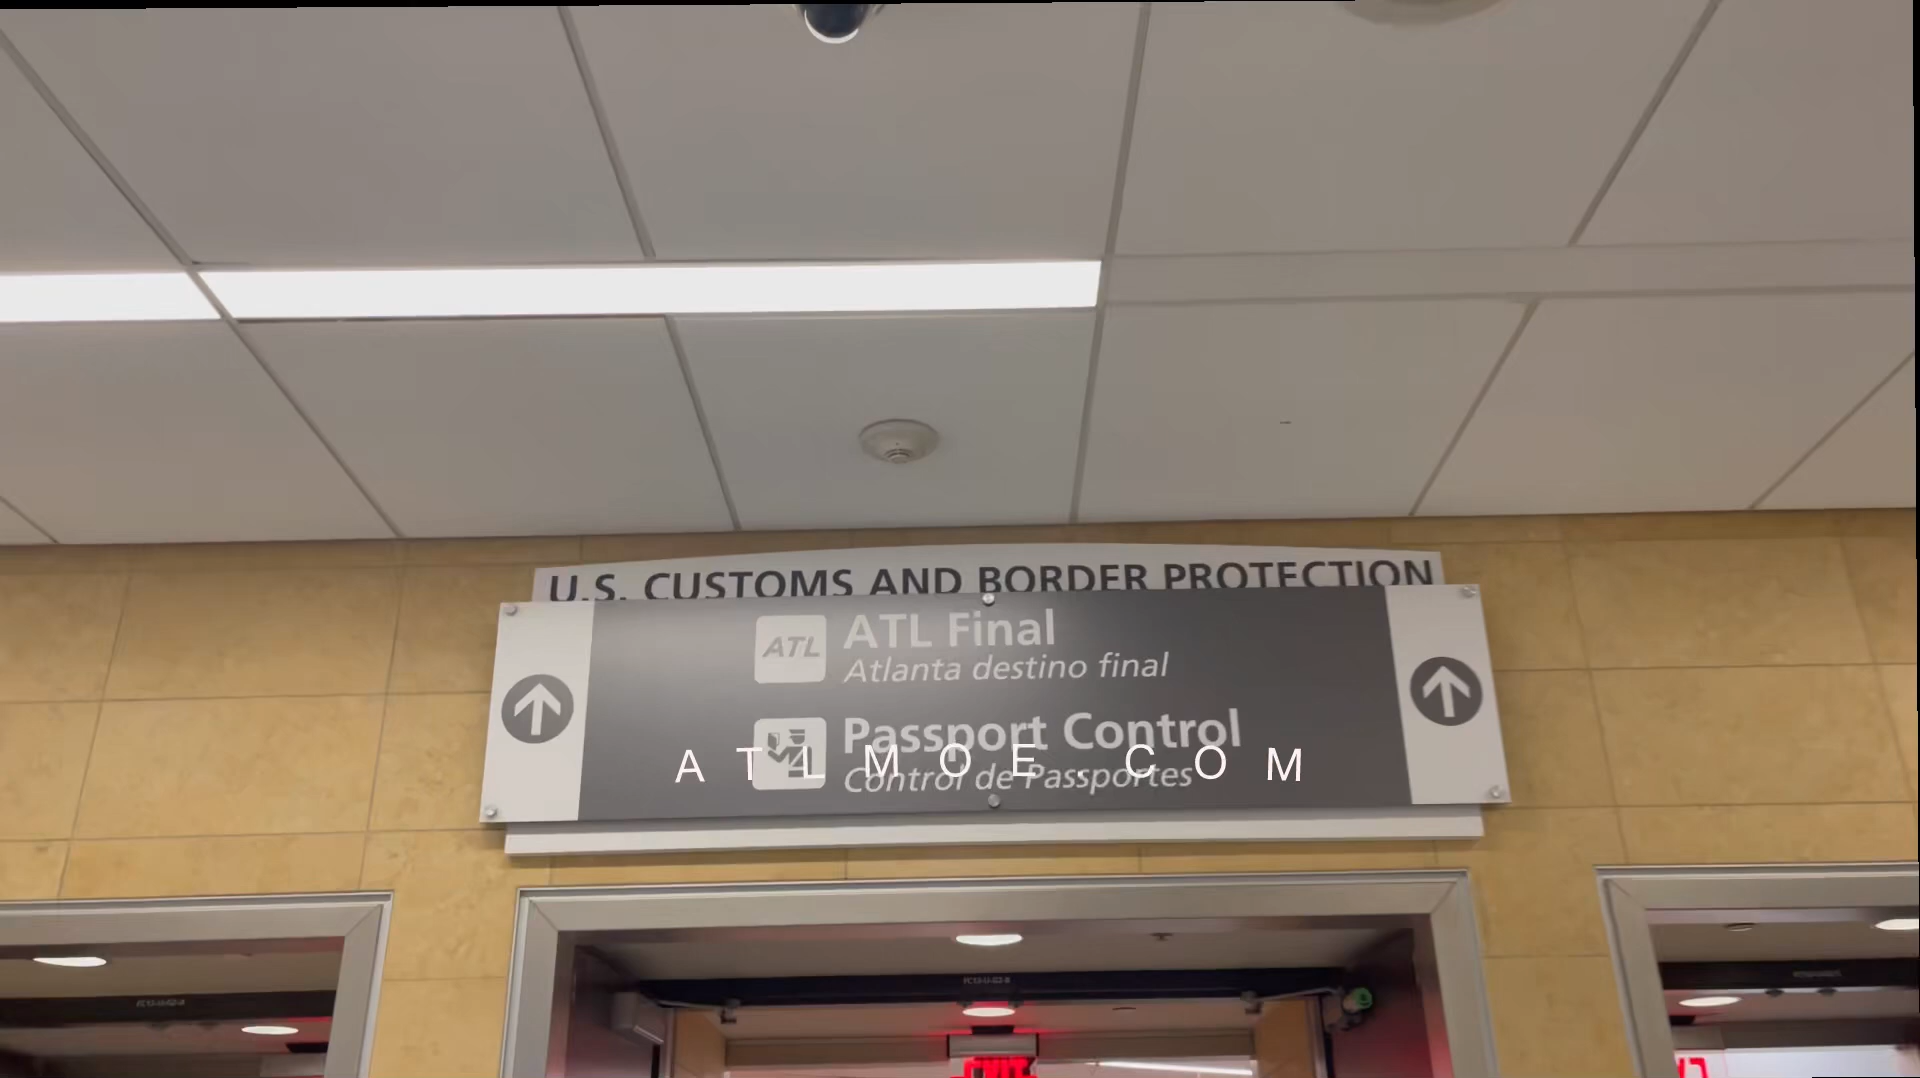 U.S. CUSTOMS AND BORDER PROTECTION
ATL
ATL Final
Atlanta destino final
Passport Control
Control de Passportes
ATLMOE.COM